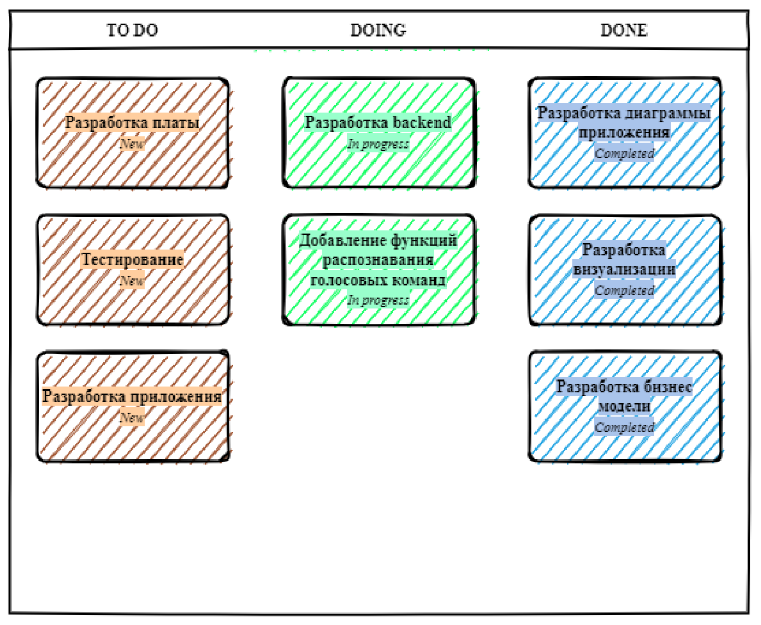 TO DO
DOING
DONE
Разработка платы
New
Разработка backend
In progress
Разработка диаграммы
приложения
Completed
Тестирование
New
Добавление функций
распознавания
голосовых команд
In progress
Разработка
визуализации
Completed
Разработка приложения
New
Разработка бизнес
модели
Completed